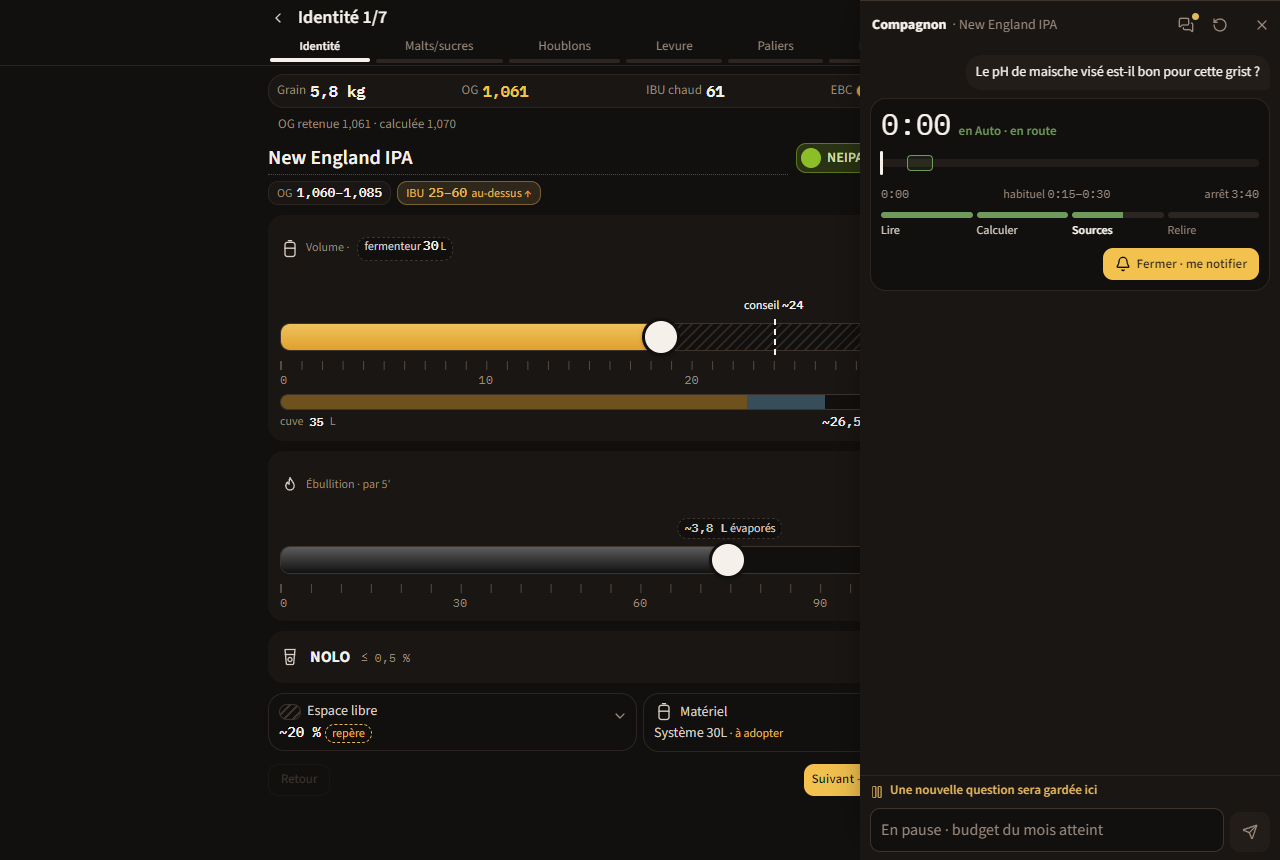 Identité 1/7
Identité Malts/sucres Houblons Levure Paliers
Grain 5,8 kg OG 1,061 IBU chaud 61 EBC
OG retenue 1,061 · calculée 1,070
New England IPA NEIPA
OG 1,060–1,085 IBU 25–60 au-dessus ↑
Volume · fermenteur 30 L
conseil ~24
0 10 20
cuve 35 L ~26,5
Ébullition · par 5'
~3,8 L évaporés
0 30 60 90
NOLO ≤ 0,5 %
Espace libre
~20 % repère
Matériel
Système 30L · à adopter
Retour Suivant
Compagnon · New England IPA
Le pH de maische visé est-il bon pour cette grist ?
0:00 en Auto · en route
0:00 habituel 0:15–0:30 arrêt 3:40
Lire Calculer Sources Relire
Fermer · me notifier
Une nouvelle question sera gardée ici
En pause · budget du mois atteint